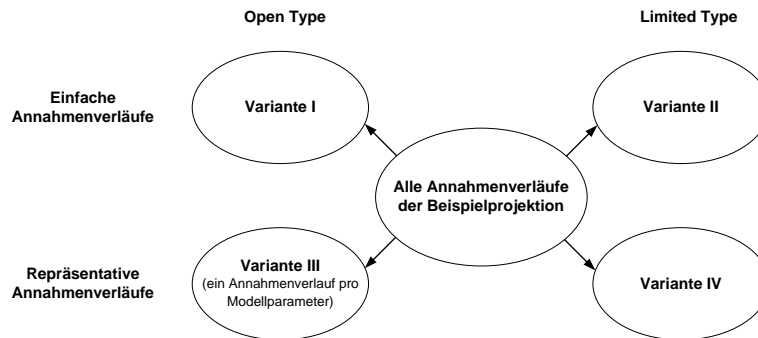 Open Type
Limited Type
Einfache
Annahmenverläufe
Variante I
Variante II
Alle Annahmenverläufe
der Beispielprojektion
Repräsentative
Annahmenverläufe
Variante III
(ein Annahmenverlauf pro
Modellparameter)
Variante IV